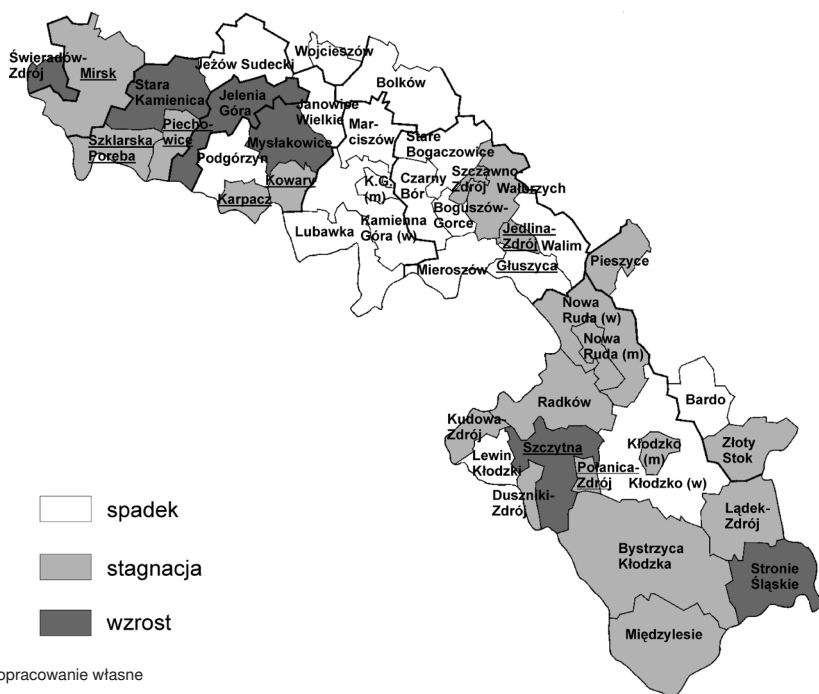 Świeradów-
Zdrój
Mirsk
Stara
Kamienica
Jeżów Sudecki
Wojcieszów
Bolków
Jelenia
Góra
Janowise
Wielkie
Mar-
ciszów
Piecho-
wice
Szklarska
Poręba
Mysłakowice
Podgórzyn
Kowary
Karpacz
Stare
Bogaczowice
Szczawno-
Zdrój
Wałbrzych
Czarny
Bór
K.G.
(m)
Boguszów-
Gorce
Kamienna
Góra (w)
Lubawka
Jedlina-
Zdrój
Walim
Głuszyca
Mieroszów
Pieszyce
Nowa
Ruda (w)
Nowa
Ruda (m)
Radków
Bardo
Kudowa-
Zdrój
Lewin
Kłodzki
Szczytna
Kłodzko
(m)
Złoty
Stok
Polanica-
Zdrój
Kłodzko (w)
Duszniki-
Zdrój
Lądek-
Zdrój
Bystrzyca
Kłodzka
Stronie
Śląskie
Międzylesie
spadek
stagnacja
wzrost
opracowanie własne